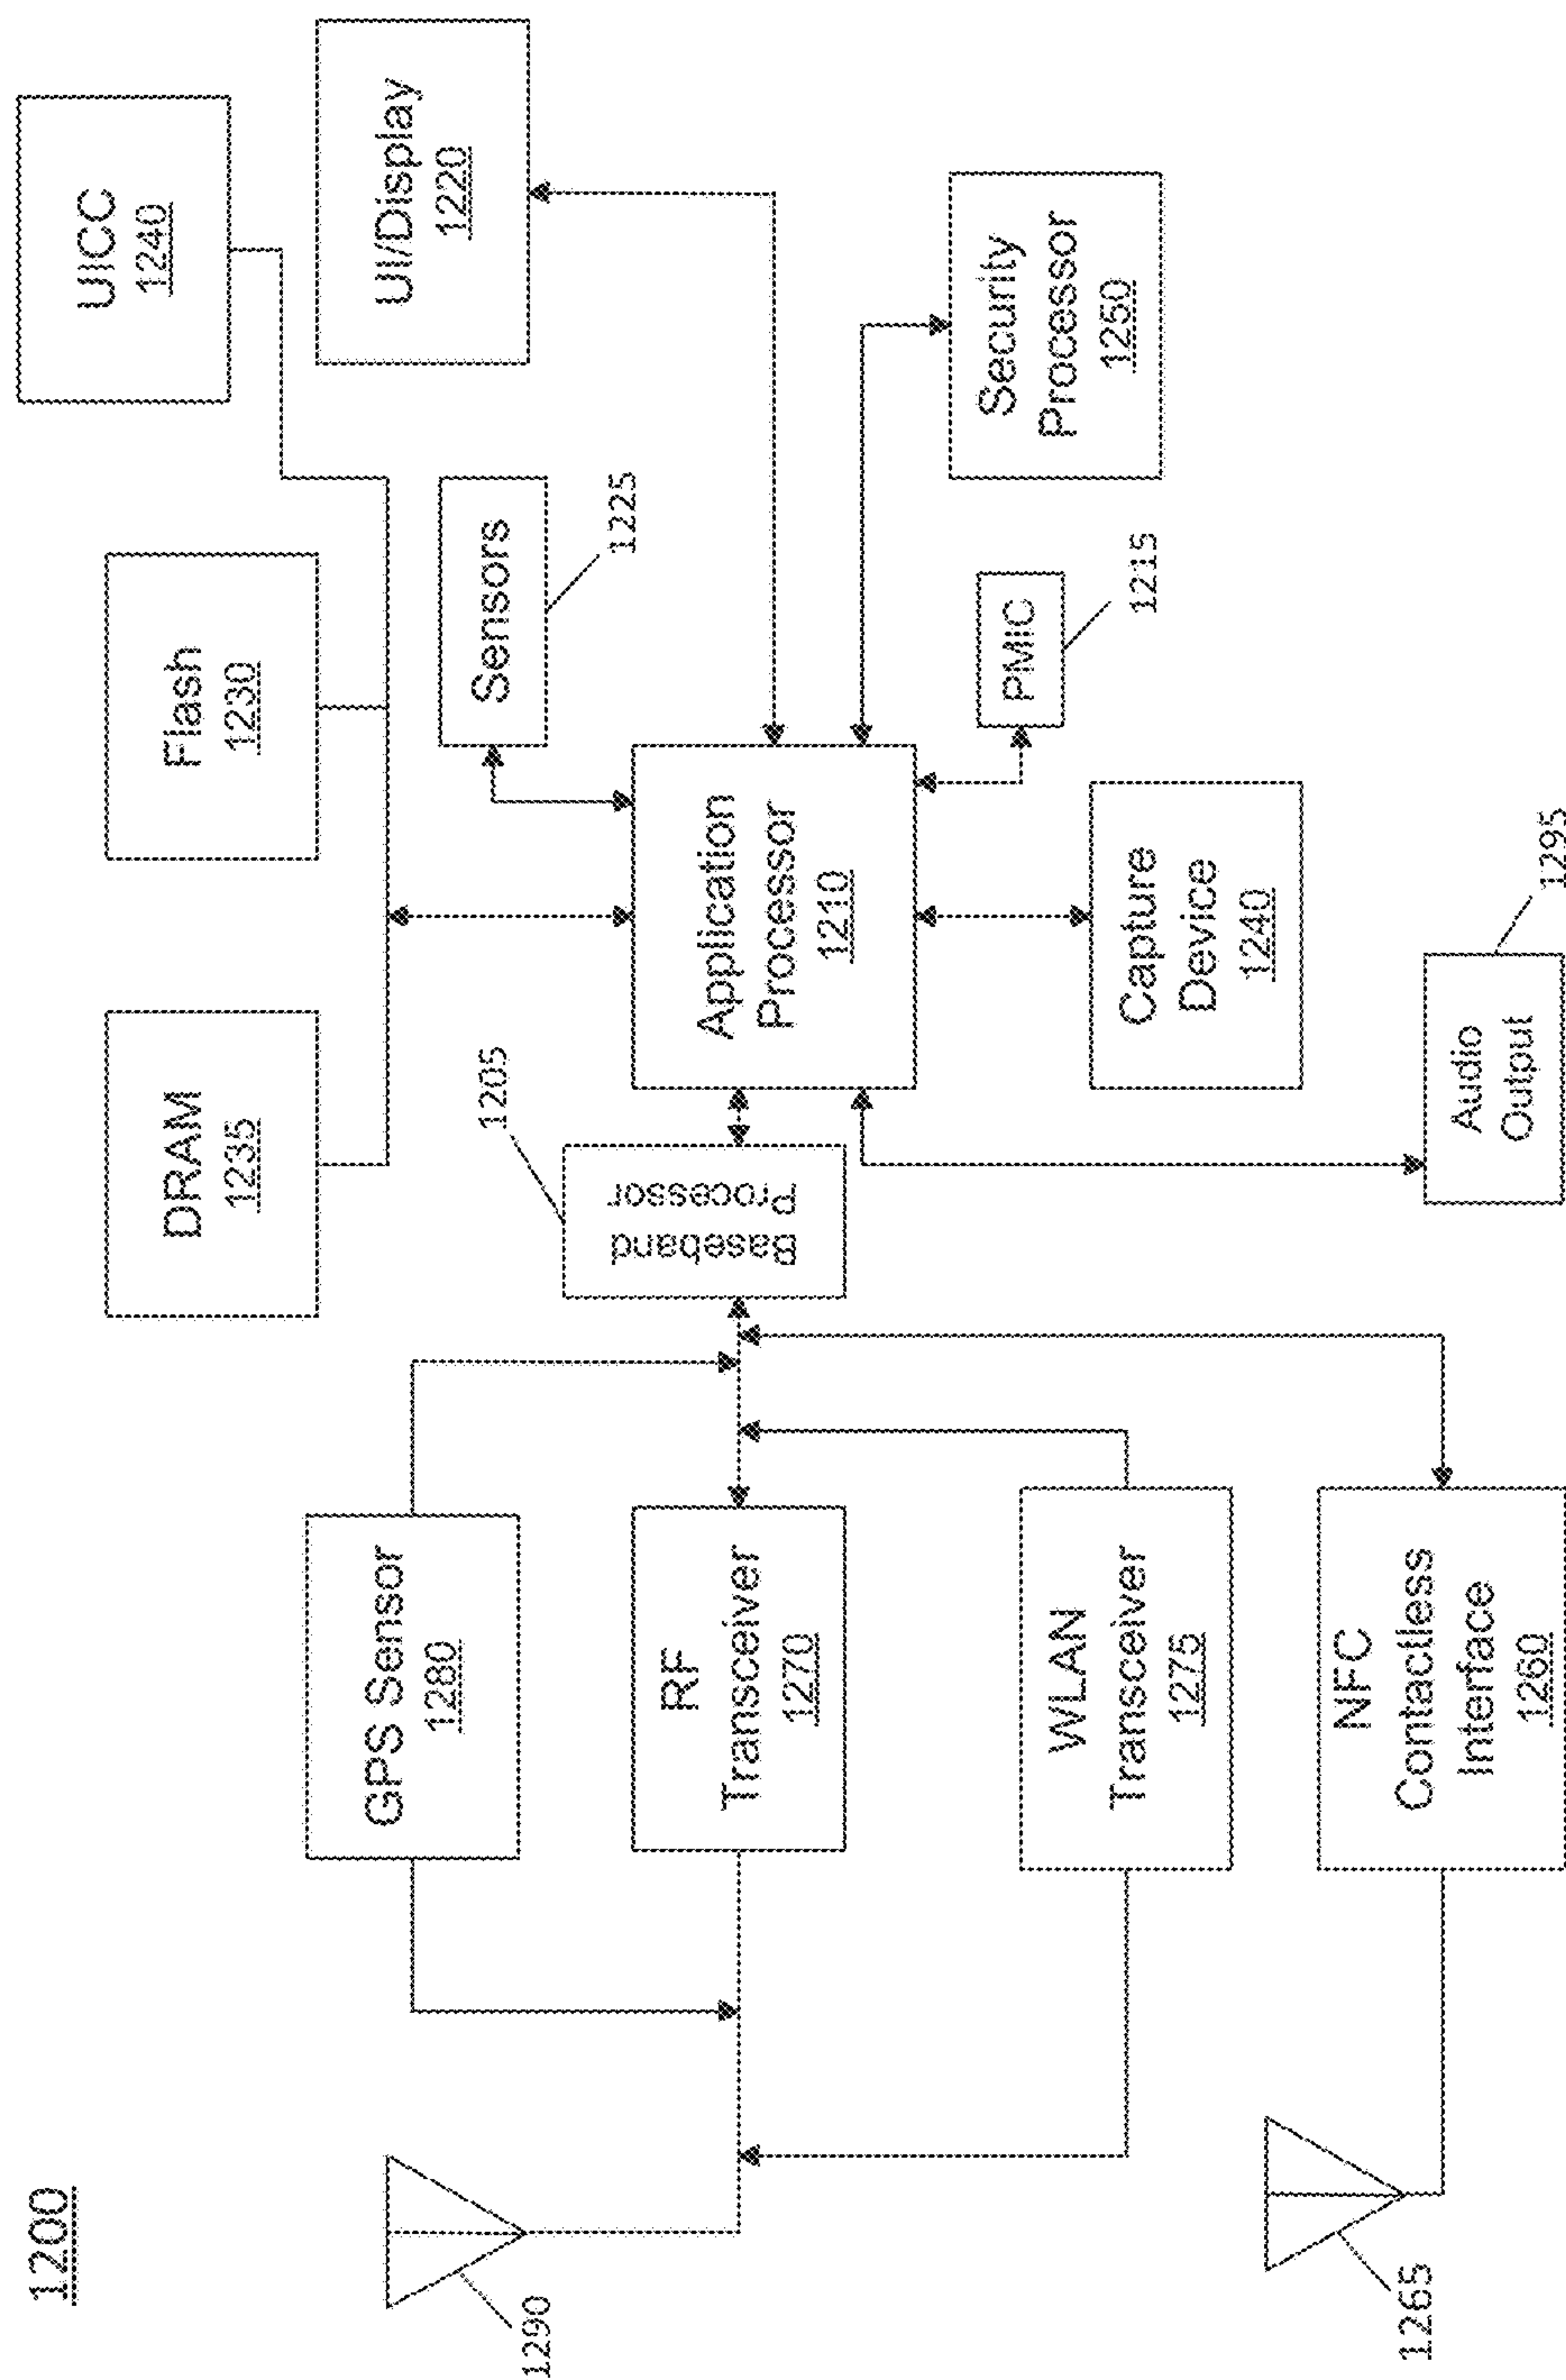 1200
UICC
1240
UI/Display
1220
Flash
1230
DRAM
1235
Sensors
1225
GPS Sensor
1280
1290
1205
Baseband
Processor
Application
Processor
1210
RF
Transceiver
1270
Security
Processor
1250
PMIC
1215
WLAN
Transceiver
1275
Capture
Device
1240
NFC
Contactless
Interface
1260
1265
Audio
Output
1295